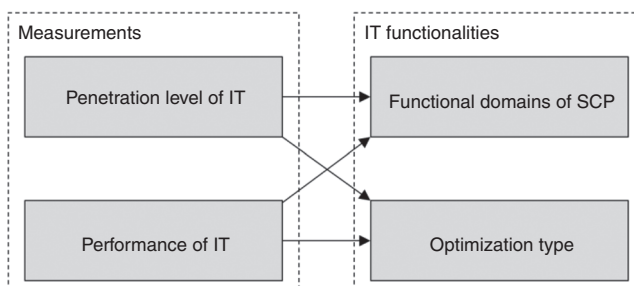 Measurements
IT functionalities
Penetration level of IT
Functional domains of SCP
Performance of IT
Optimization type